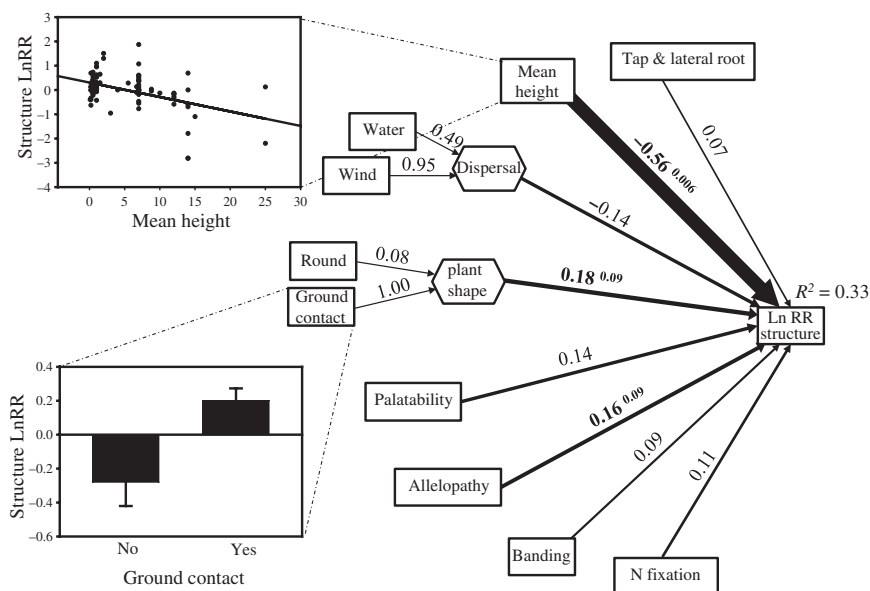 3
2
1
0
–1
–2
–3
–4
Structure LnRR
0 5 10 15 20 25 30
Mean height
Mean
height
Tap & lateral root
Water
Wind
0.49
0.95
Dispersal
–0.56 0.006
0.07
–0.14
Round
Ground
contact
0.08
1.00
plant
shape
0.18 0.09
R² = 0.33
Ln RR
structure
0.14
Palatability
0.16 0.09
Allelopathy
0.09
Banding
0.11
N fixation
0.4
0.2
0.0
–0.2
–0.4
–0.6
Structure LnRR
No Yes
Ground contact